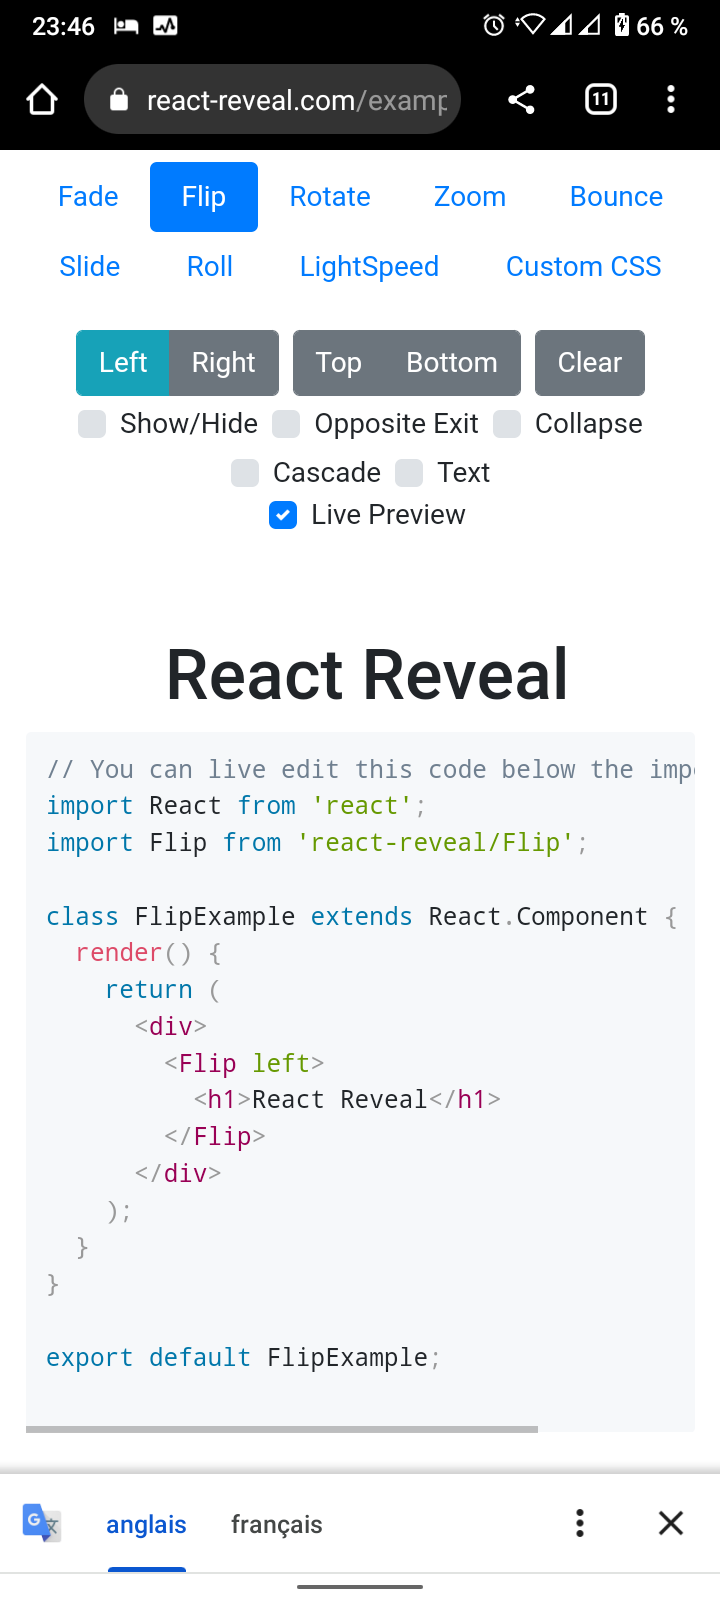 23:46 66 %
react-reveal.com/examp 11
Fade Flip Rotate Zoom Bounce
Slide Roll LightSpeed Custom CSS
Left Right Top Bottom Clear
Show/Hide Opposite Exit Collapse
Cascade Text
Live Preview
React Reveal
// You can live edit this code below the imp
import React from 'react';
import Flip from 'react-reveal/Flip';
class FlipExample extends React.Component {
render() {
return (
<div>
<Flip left>
<h1>React Reveal</h1>
</Flip>
</div>
);
}
}
export default FlipExample;
anglais français